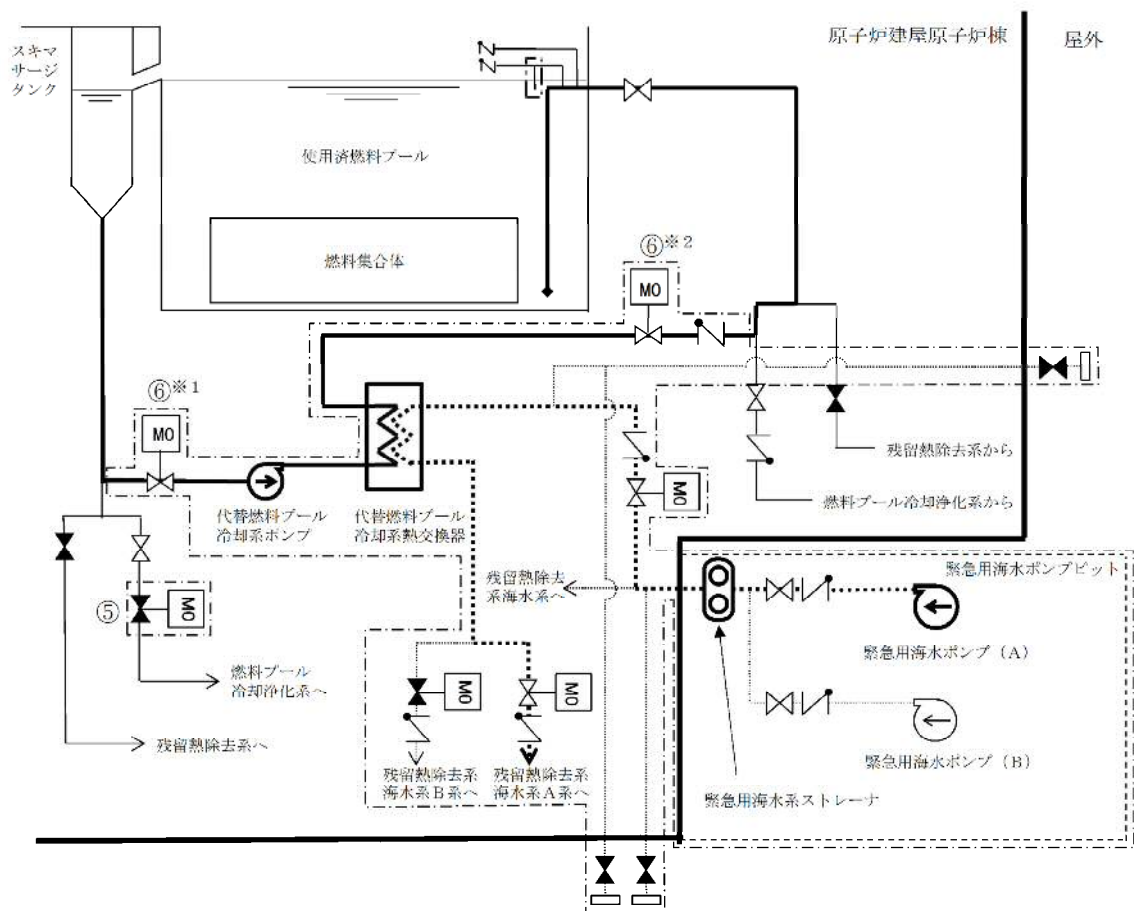 スキマ
サージ
タンク
原子炉建屋原子炉棟
屋外
使用済燃料プール
燃料集合体
⑥※2
MO
⑥※1
MO
残留熱除去系から
燃料プール冷却浄化系から
MO
代替燃料プール
冷却系ポンプ
代替燃料プール
冷却系熱交換器
緊急用海水ポンプピット
残留熱除去
系海水系へ
⑤
MO
緊急用海水ポンプ（A）
燃料プール
冷却浄化系へ
MO
MO
残留熱除去系へ
緊急用海水ポンプ（B）
残留熱除去系
海水系B系へ
残留熱除去系
海水系A系へ
緊急用海水系ストレーナ